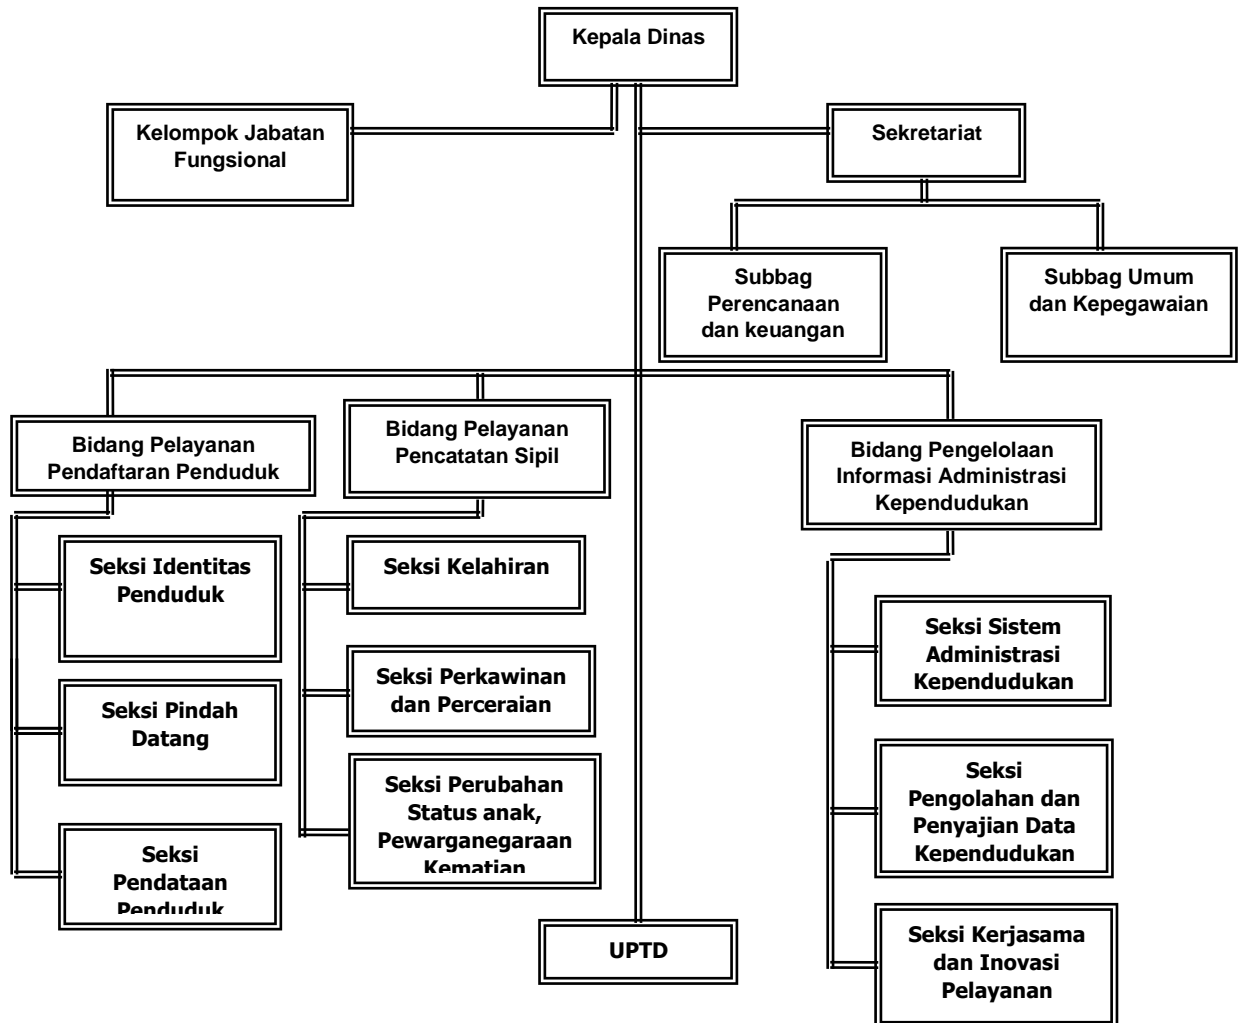 Kepala Dinas
Kelompok Jabatan
Fungsional
Sekretariat
Subbag
Perencanaan
dan keuangan
Subbag Umum
dan Kepegawaian
Bidang Pelayanan
Pendaftaran Penduduk
Bidang Pelayanan
Pencatatan Sipil
Bidang Pengelolaan
Informasi Administrasi
Kependudukan
Seksi Identitas
Penduduk
Seksi Pindah
Datang
Seksi
Pendataan
Penduduk
Seksi Kelahiran
Seksi Perkawinan
dan Perceraian
Seksi Perubahan
Status anak,
Pewarganegaraan
Kematian
Seksi Sistem
Administrasi
Kependudukan
Seksi
Pengolahan dan
Penyajian Data
Kependudukan
Seksi Kerjasama
dan Inovasi
Pelayanan
UPTD